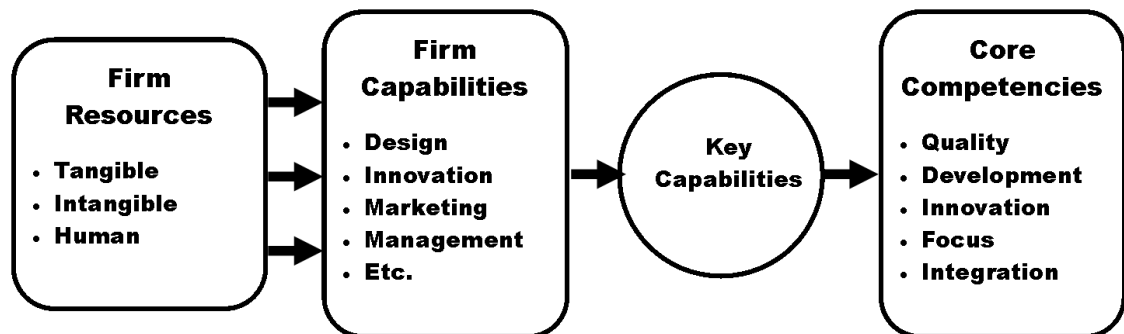 Firm
Resources
• Tangible
• Intangible
• Human
Firm
Capabilities
• Design
• Innovation
• Marketing
• Management
• Etc.
Key
Capabilities
Core
Competencies
• Quality
• Development
• Innovation
• Focus
• Integration